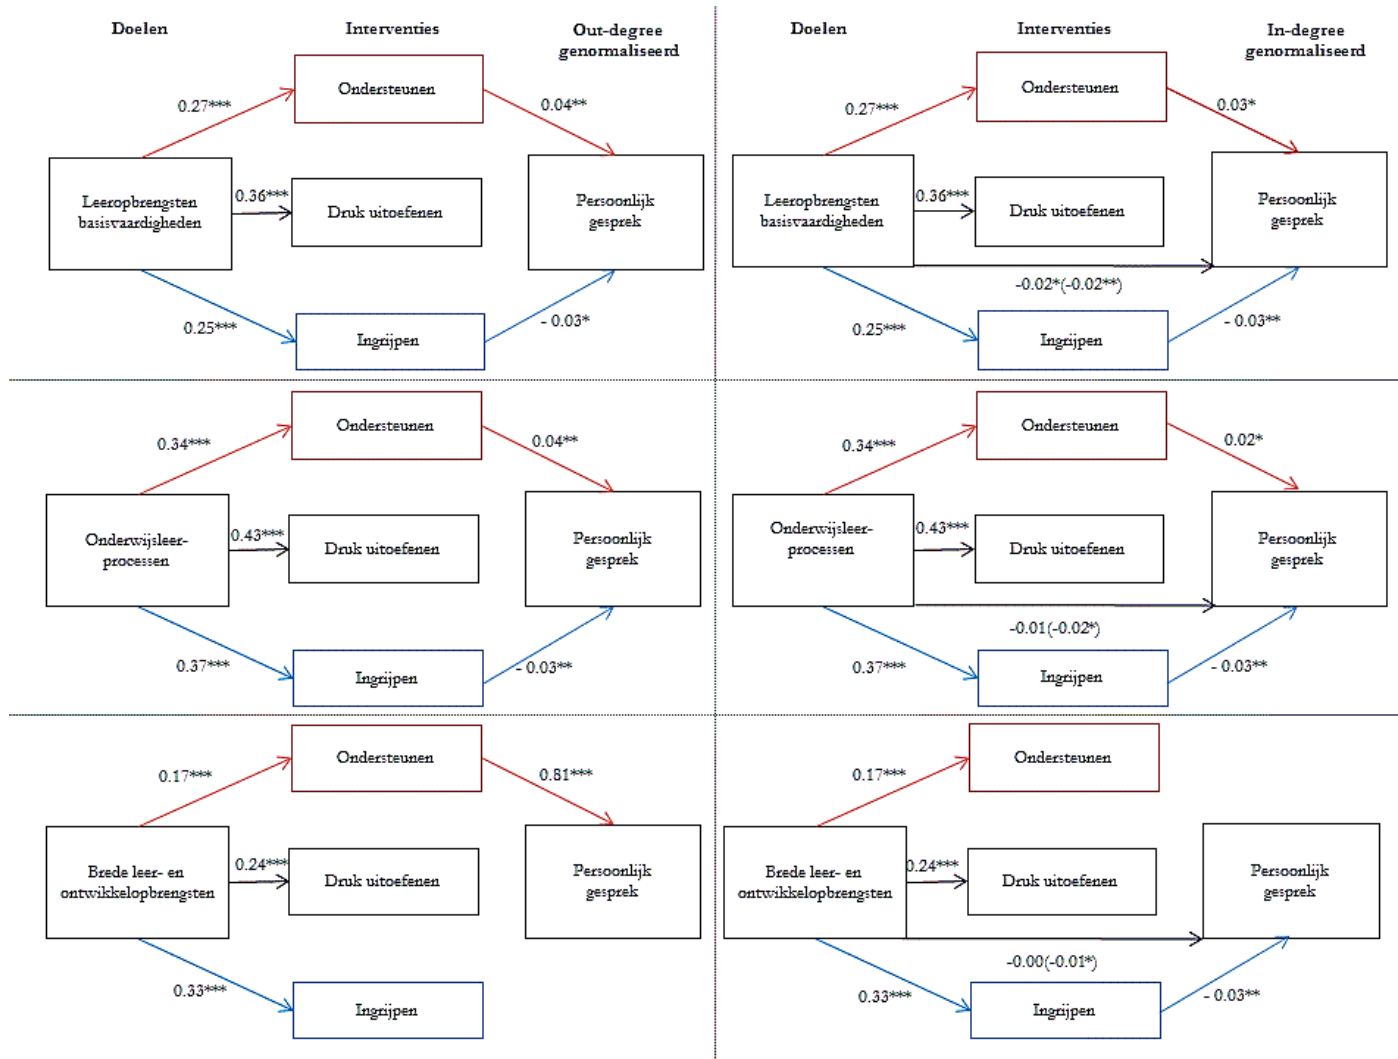 Doelen
Interventies
Out-degree
genormaliseerd
Ondersteunen
0.27***
0.04**
Leeropbrengsten
basisvaardigheden
0.36***
Druk uitoefenen
Persoonlijk
gesprek
0.25***
Ingrijpen
- 0.03*
Doelen
Interventies
In-degree
genormaliseerd
Ondersteunen
0.27***
0.03*
Leeropbrengsten
basisvaardigheden
0.36***
Druk uitoefenen
Persoonlijk
gesprek
-0.02*(-0.02**)
0.25***
Ingrijpen
- 0.03**
Ondersteunen
0.34***
0.04**
Onderwijsleer-
processen
0.43***
Druk uitoefenen
Persoonlijk
gesprek
0.37***
Ingrijpen
- 0.03**
Ondersteunen
0.34***
0.02*
Onderwijsleer-
processen
0.43***
Druk uitoefenen
Persoonlijk
gesprek
-0.01(-0.02*)
0.37***
Ingrijpen
- 0.03**
Ondersteunen
0.17***
0.81***
Brede leer- en
ontwikkelopbrengsten
0.24***
Druk uitoefenen
Persoonlijk
gesprek
0.33***
Ingrijpen
Ondersteunen
0.17***
Brede leer- en
ontwikkelopbrengsten
0.24***
Druk uitoefenen
Persoonlijk
gesprek
-0.00(-0.01*)
0.33***
Ingrijpen
- 0.03**